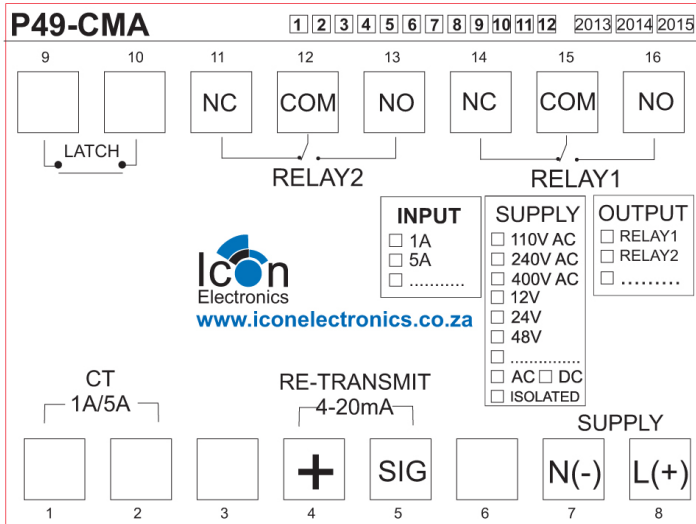 P49-CMA 1 2 3 4 5 6 7 8 9 10 11 12 2013 2014 2015
9 10 11 12 13 14 15 16
NC COM NO NC COM NO
LATCH
RELAY2 RELAY1
INPUT
1A
5A
...........
SUPPLY
110V AC
240V AC
400V AC
12V
24V
48V
...............
AC DC
ISOLATED
OUTPUT
RELAY1
RELAY2
.........
Icon
Electronics
www.iconelectronics.co.za
CT
1A/5A
RE-TRANSMIT
4-20mA
SUPPLY
+ SIG N(-) L(+)
1 2 3 4 5 6 7 8